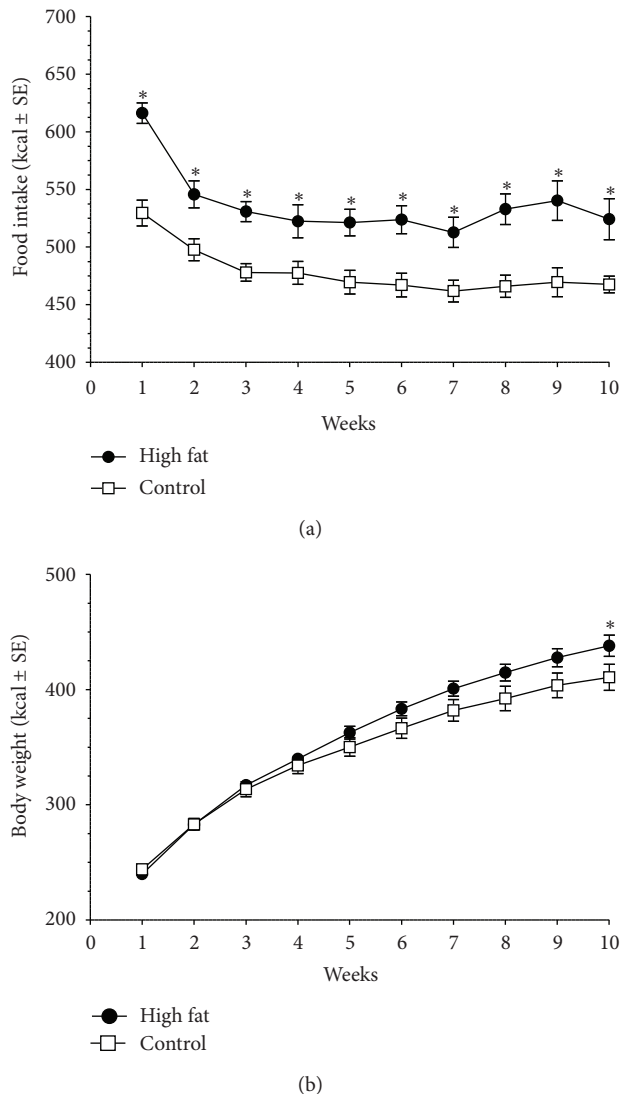 700
650
600
550
500
450
400
Food intake (kcal ± SE)
* * * * * * * * * *
0 1 2 3 4 5 6 7 8 9 10
Weeks
High fat
Control
(a)
500
400
300
200
Body weight (kcal ± SE)
*
0 1 2 3 4 5 6 7 8 9 10
Weeks
High fat
Control
(b)